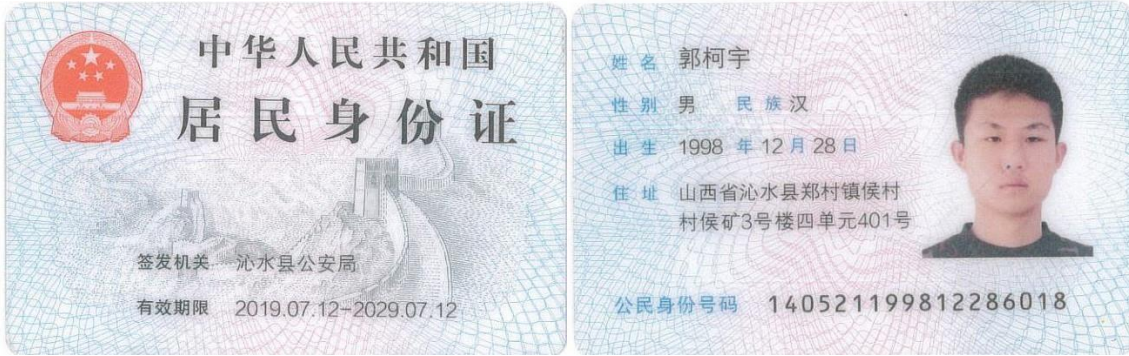 中华人民共和国
居民身份证
签发机关 沁水县公安局
有效期限 2019.07.12-2029.07.12
姓名 郭柯宇
性别 男 民族 汉
出生 1998 年 12 月 28 日
住址 山西省沁水县郑村镇侯村
村侯矿3号楼四单元401号
公民身份号码 140521199812286018